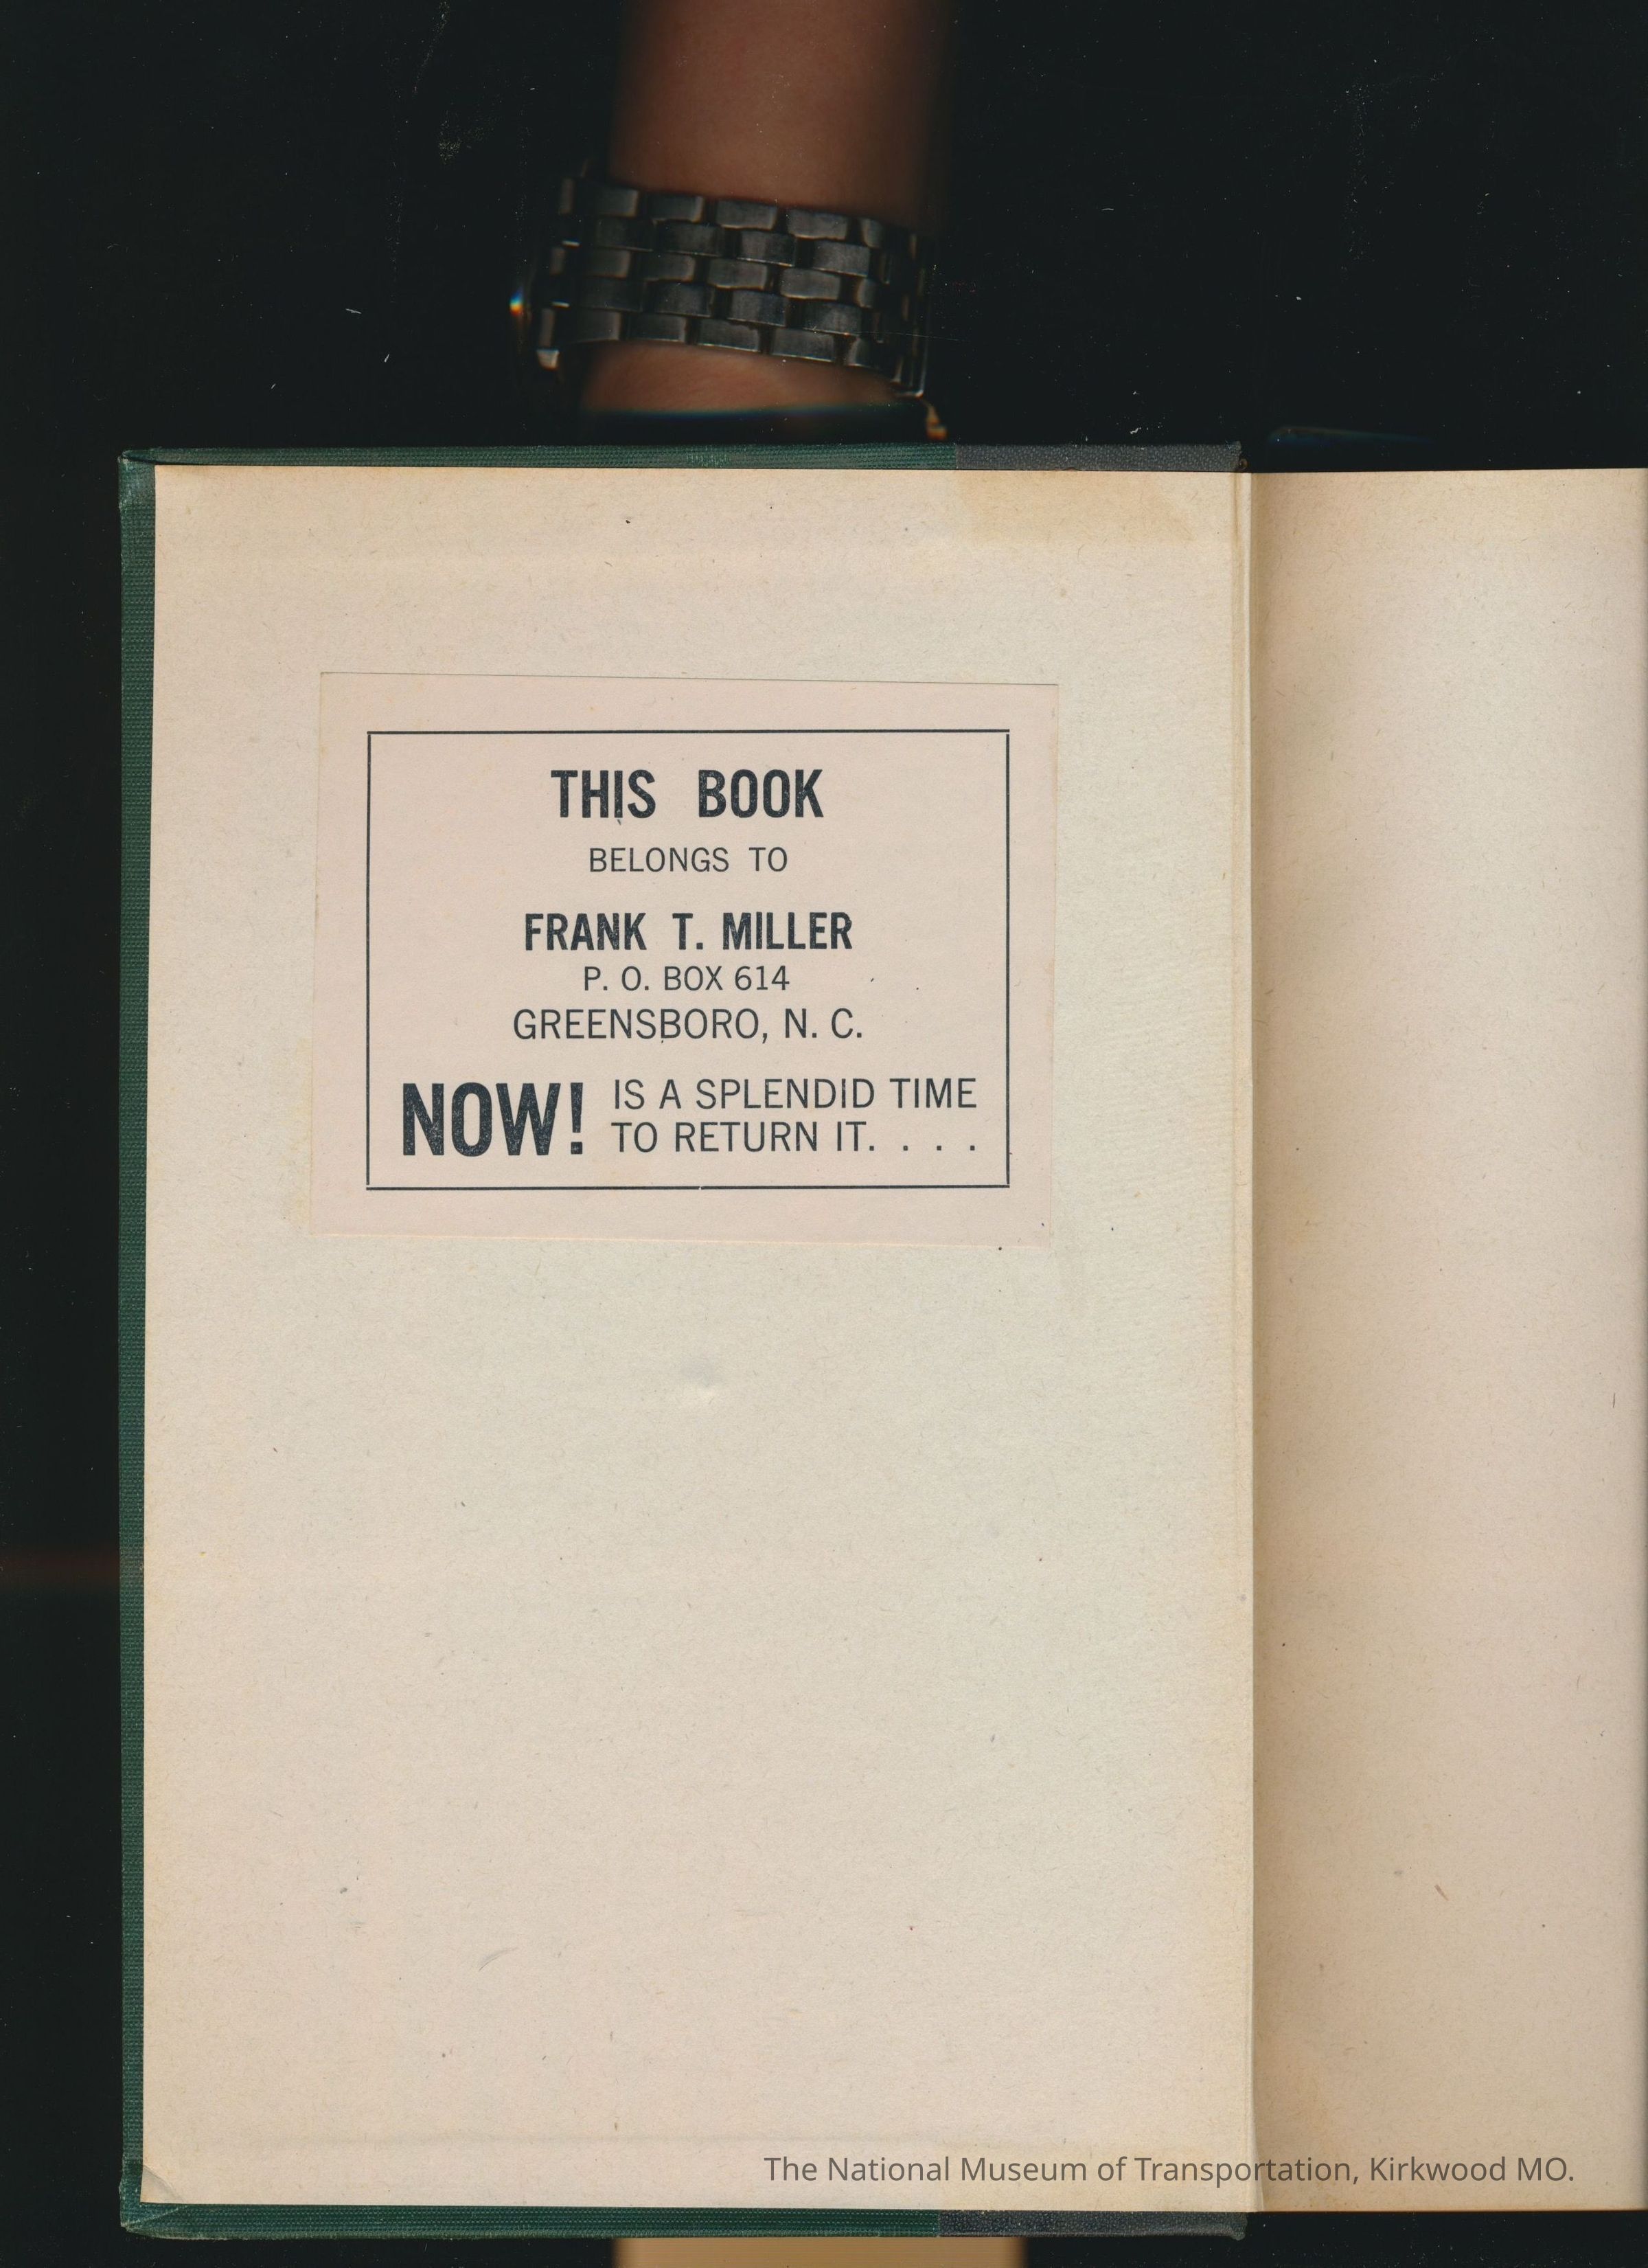 THIS BOOK
BELONGS TO
FRANK T. MILLER
P. O. BOX 614
GREENSBORO, N. C.
NOW! IS A SPLENDID TIME
TO RETURN IT. . . .
The National Museum of Transportation, Kirkwood MO.